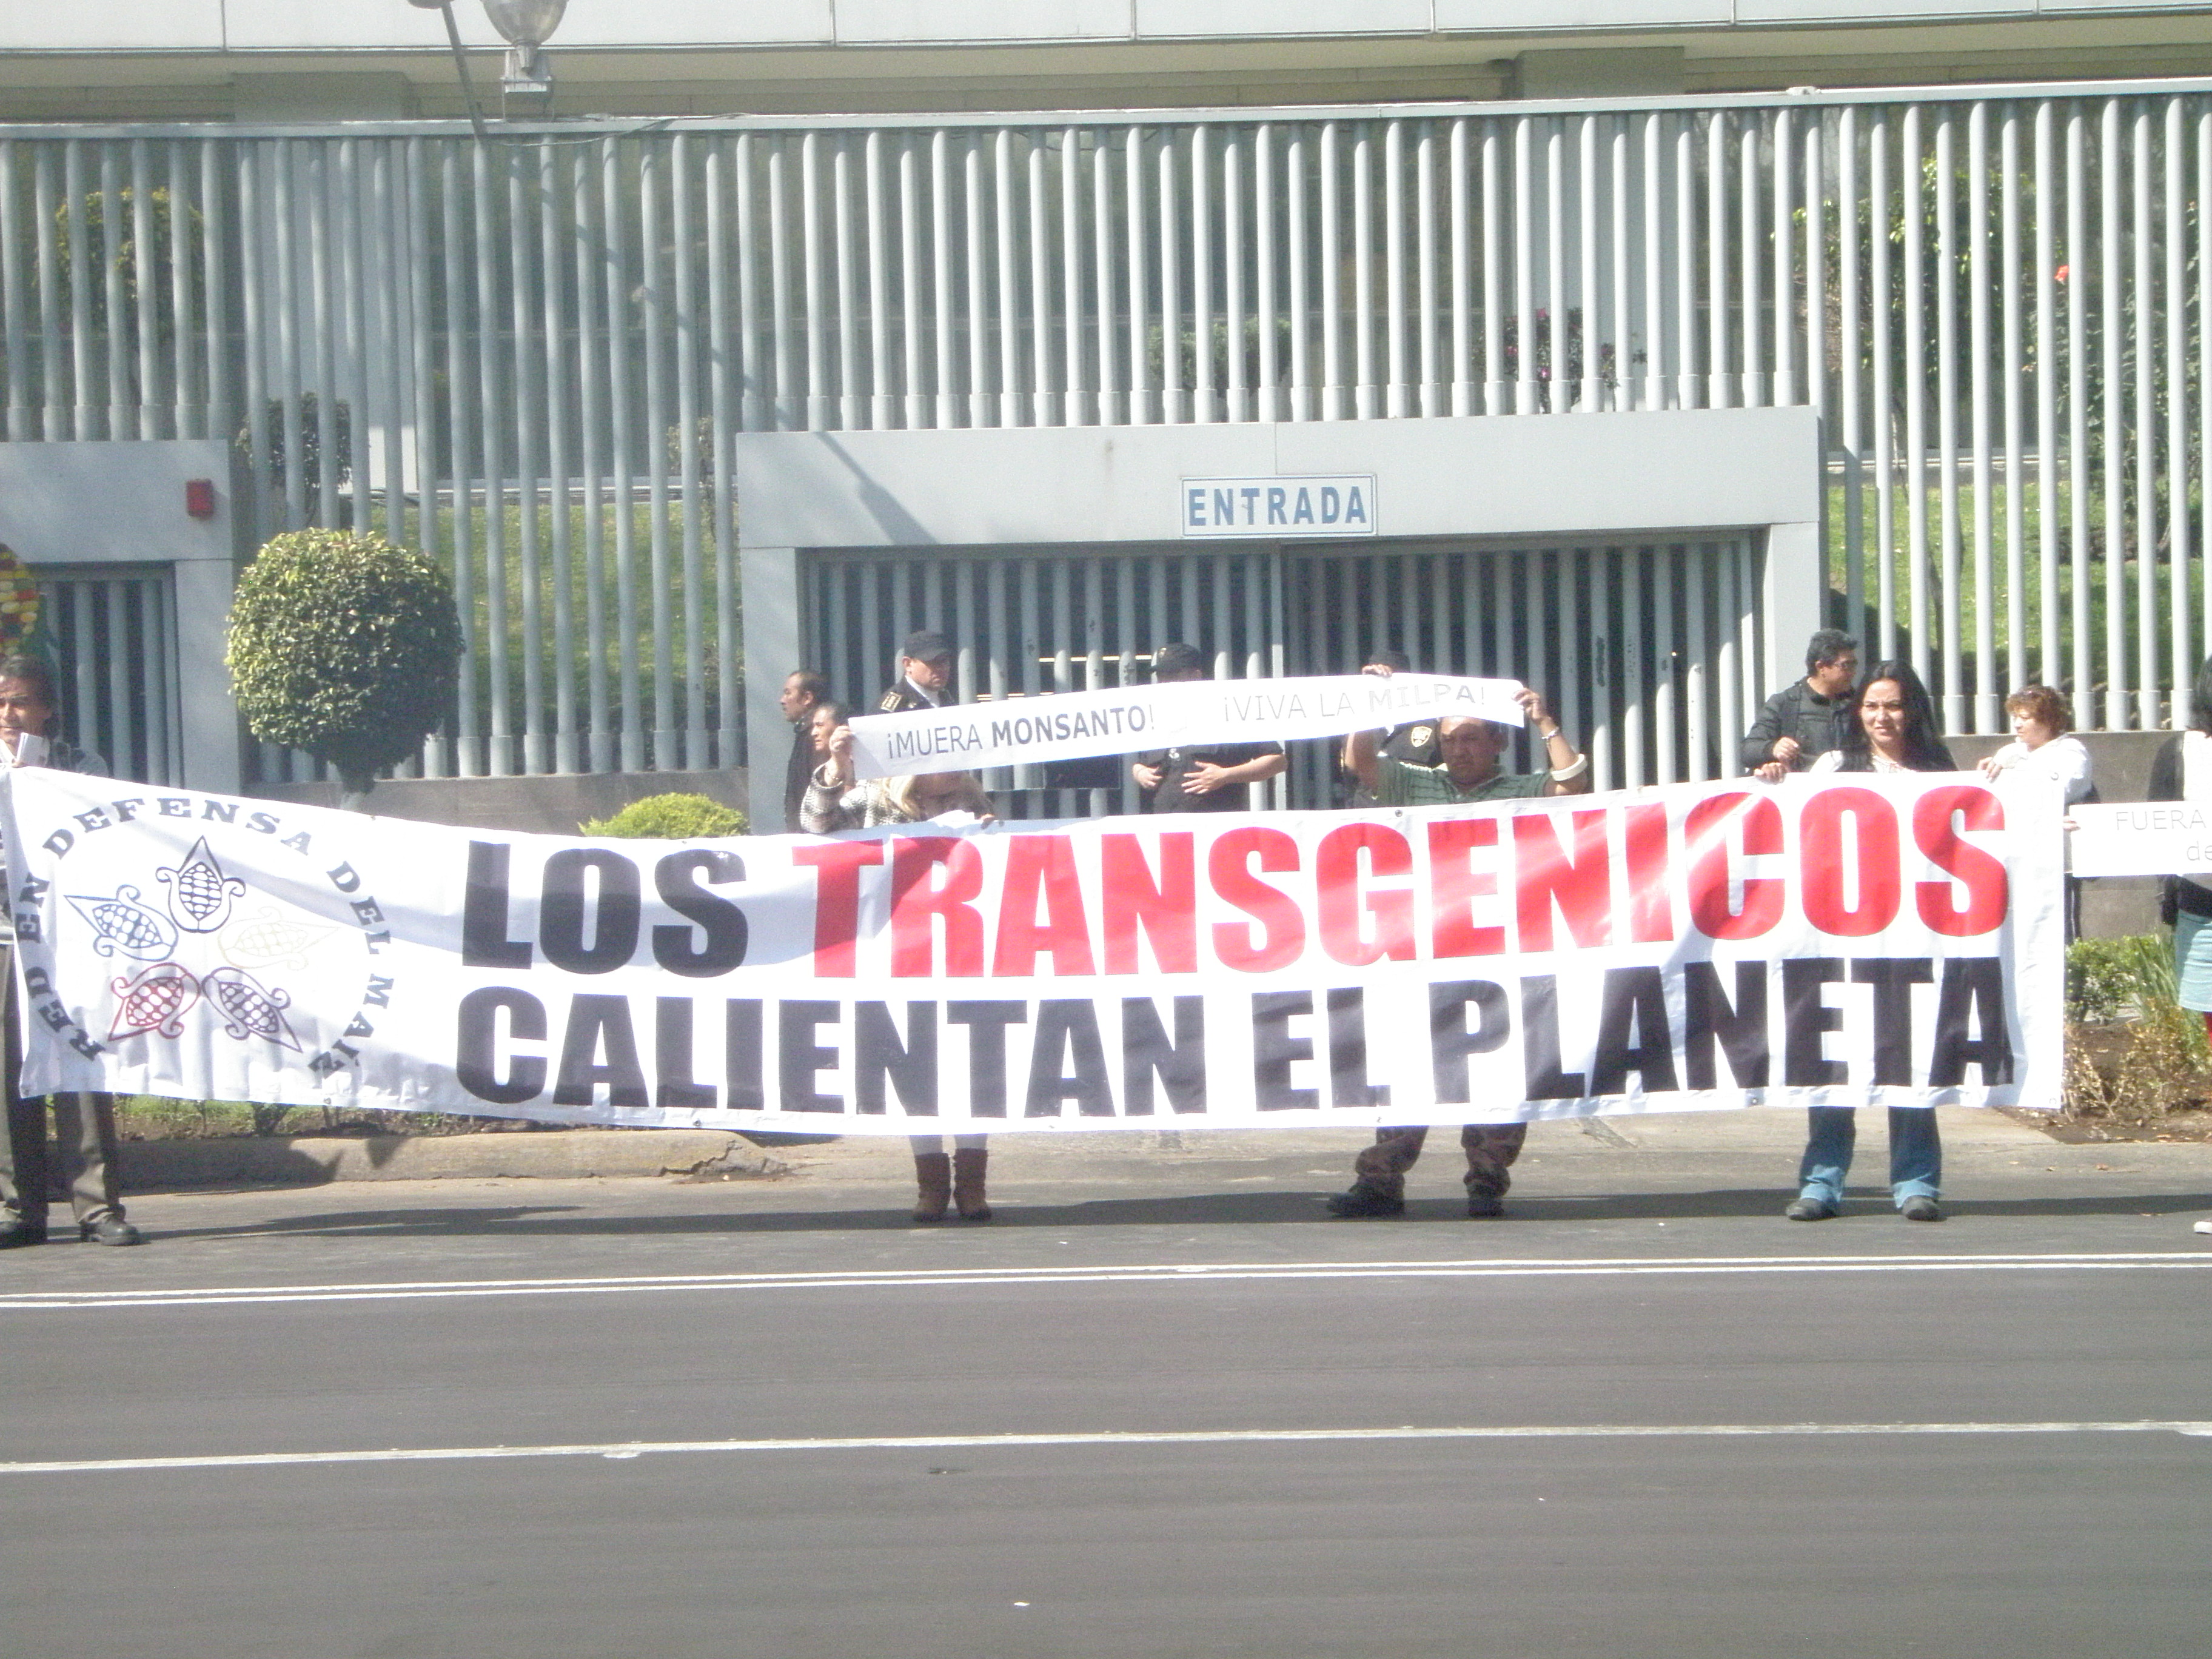 ENTRADA
¡MUERA MONSANTO! ¡VIVA LA MILPA!
RED EN DEFENSA DEL MAÍZ
LOS TRANSGENICOS
CALIENTAN EL PLANETA
FUERA
de